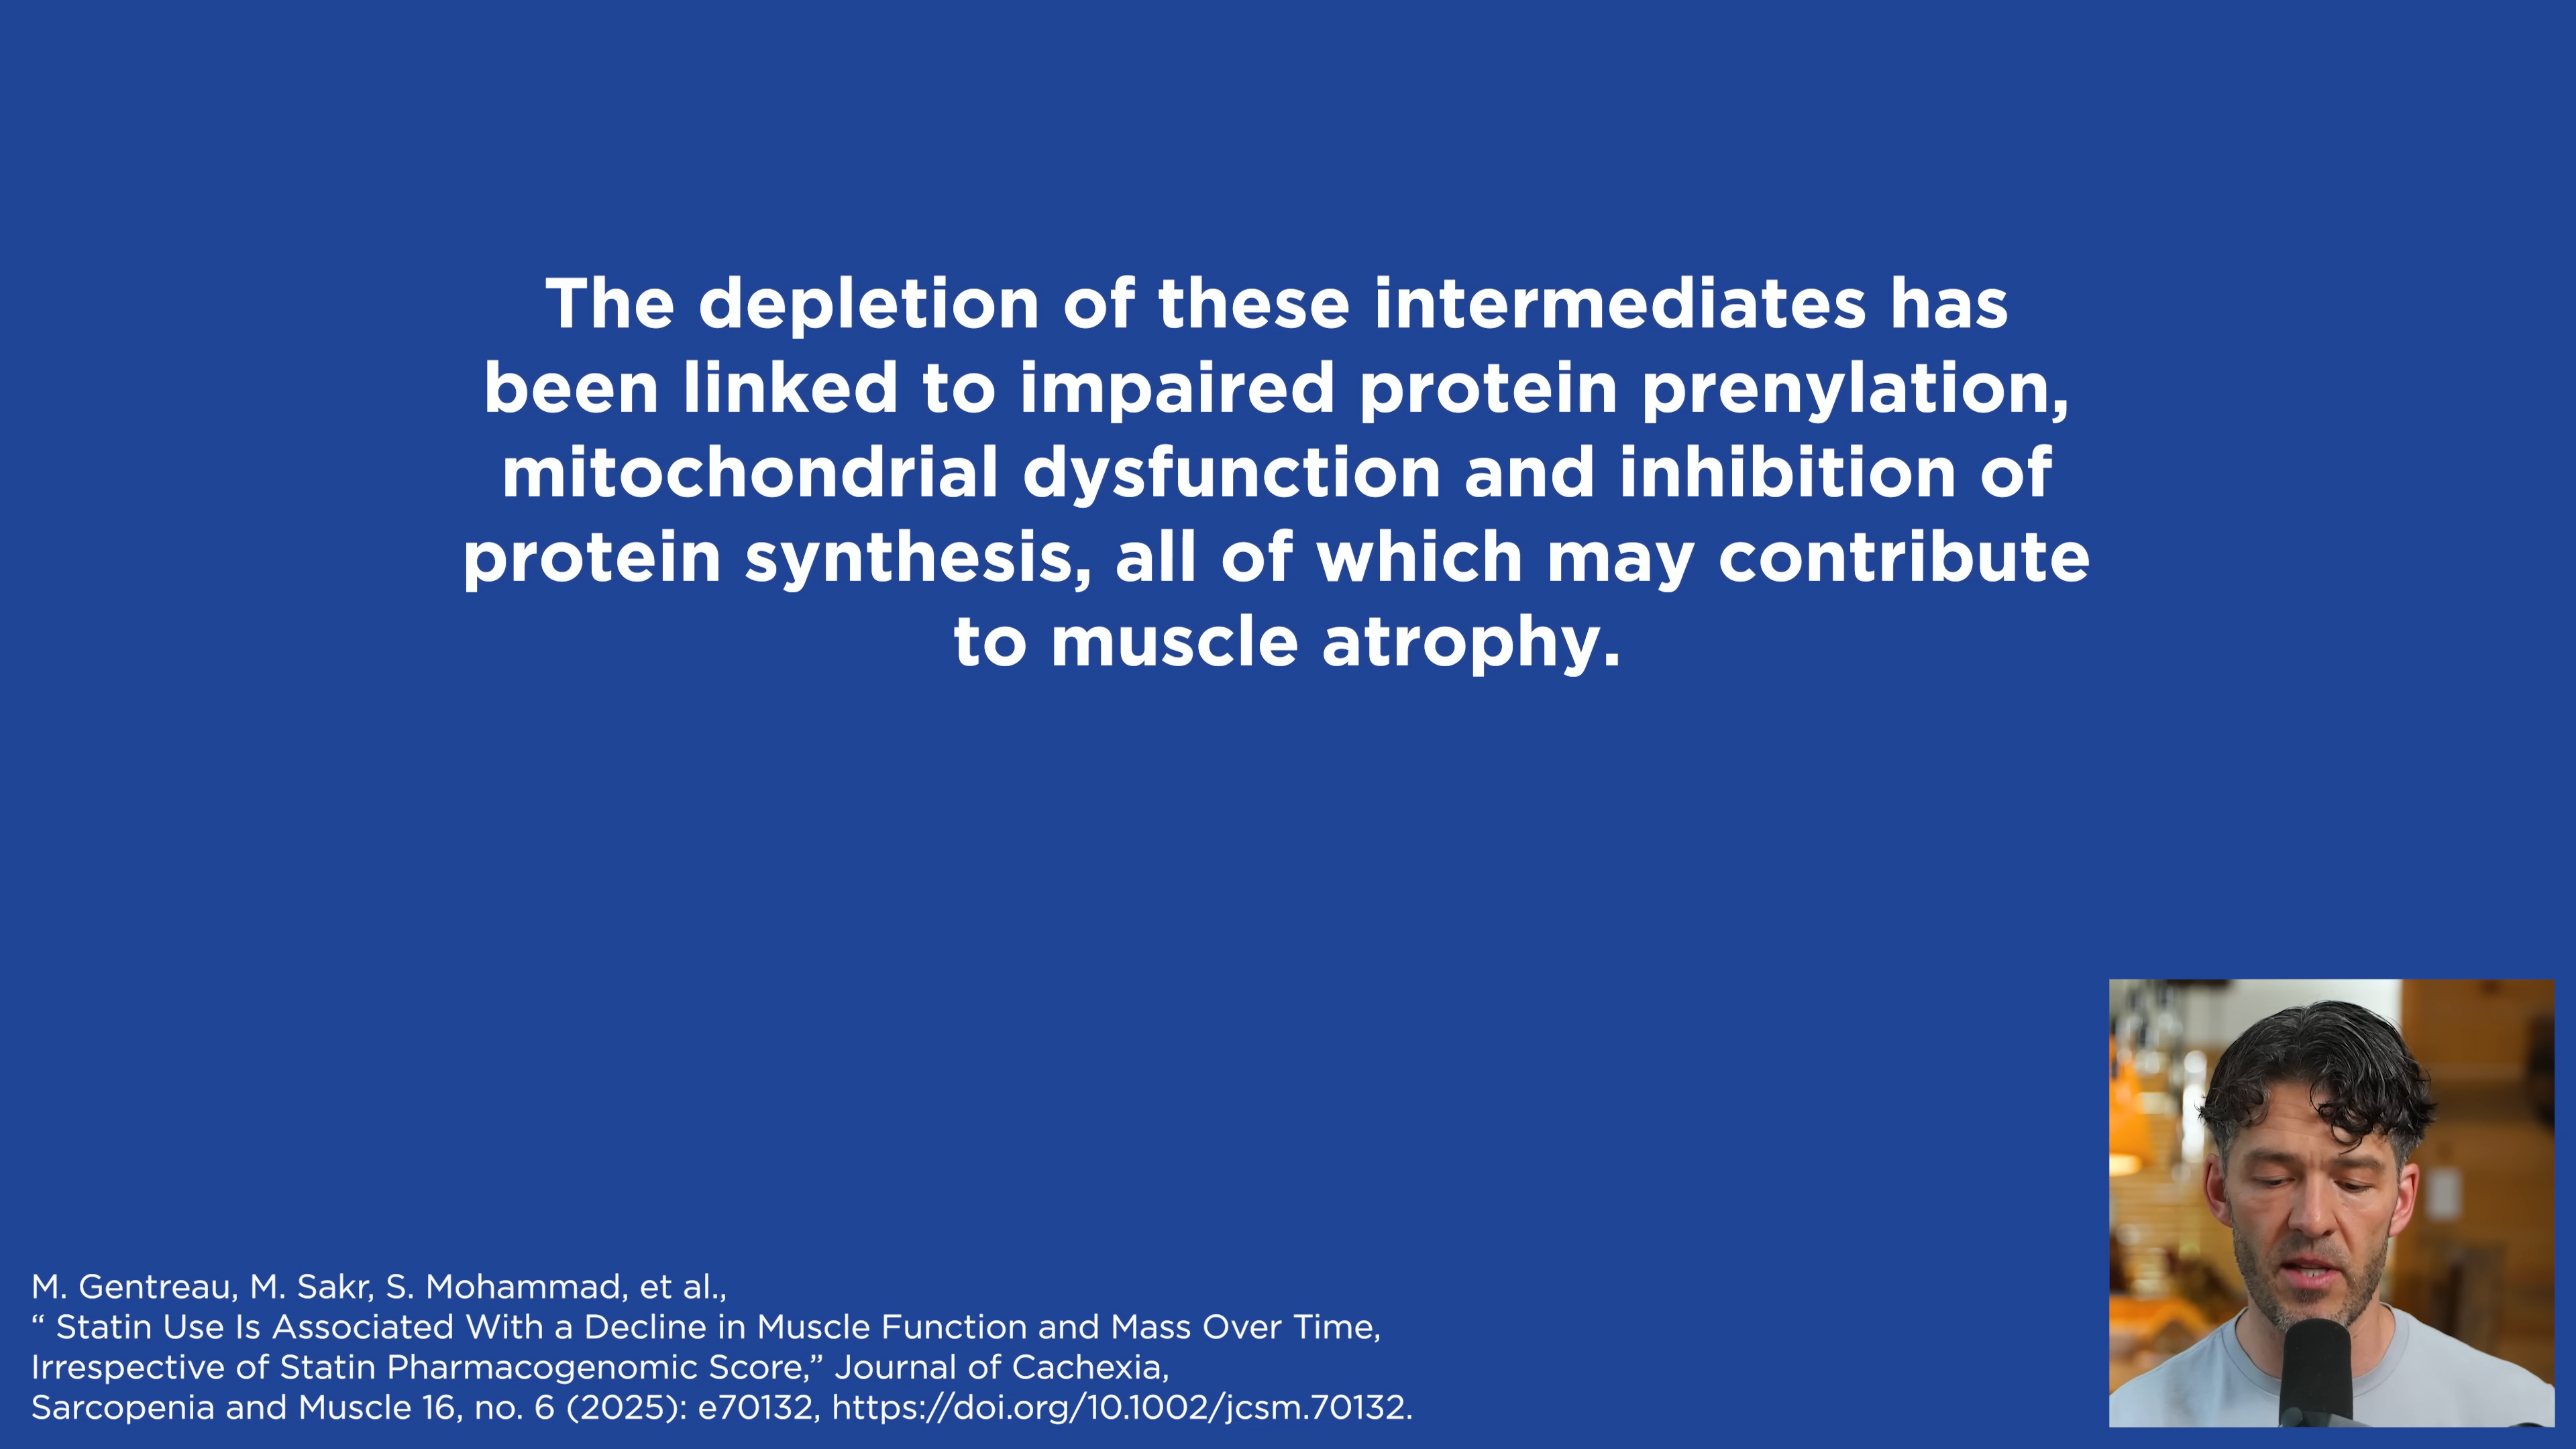 The depletion of these intermediates has
been linked to impaired protein prenylation,
mitochondrial dysfunction and inhibition of
protein synthesis, all of which may contribute
to muscle atrophy.
M. Gentreau, M. Sakr, S. Mohammad, et al.,
“ Statin Use Is Associated With a Decline in Muscle Function and Mass Over Time,
Irrespective of Statin Pharmacogenomic Score,” Journal of Cachexia,
Sarcopenia and Muscle 16, no. 6 (2025): e70132, https://doi.org/10.1002/jcsm.70132.